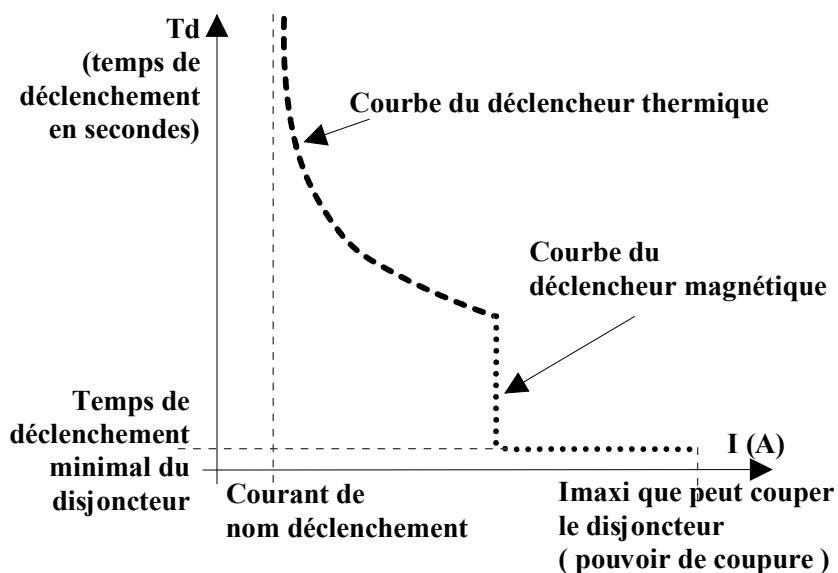 Td
(temps de
déclenchement
en secondes)
Courbe du déclencheur thermique
Courbe du
déclencheur magnétique
Temps de
déclenchement
minimal du
disjoncteur
I (A)
Courant de
nom déclenchement
Imaxi que peut couper
le disjoncteur
( pouvoir de coupure )